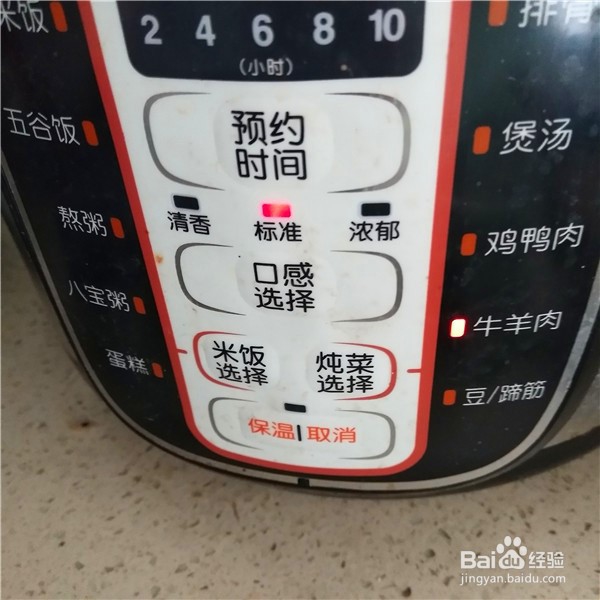 米饭
排骨
2 4 6 8 10
(小时)
五谷饭
预约
时间
煲汤
熬粥
清香
标准
浓郁
鸡鸭肉
八宝粥
口感
选择
牛羊肉
蛋糕
米饭
选择
炖菜
选择
豆/蹄筋
保温|取消
Bai 经验
jingyan.baidu.com